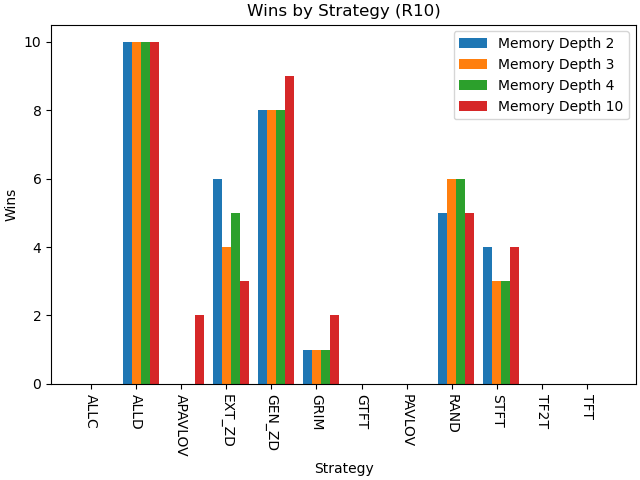 Wins by Strategy (R10)
Memory Depth 2
Memory Depth 3
Memory Depth 4
Memory Depth 10
Wins
10
8
6
4
2
0
ALLC
ALLD
APAVLOV
EXT_ZD
GEN_ZD
GRIM
GTFT
PAVLOV
RAND
STFT
TF2T
TFT
Strategy